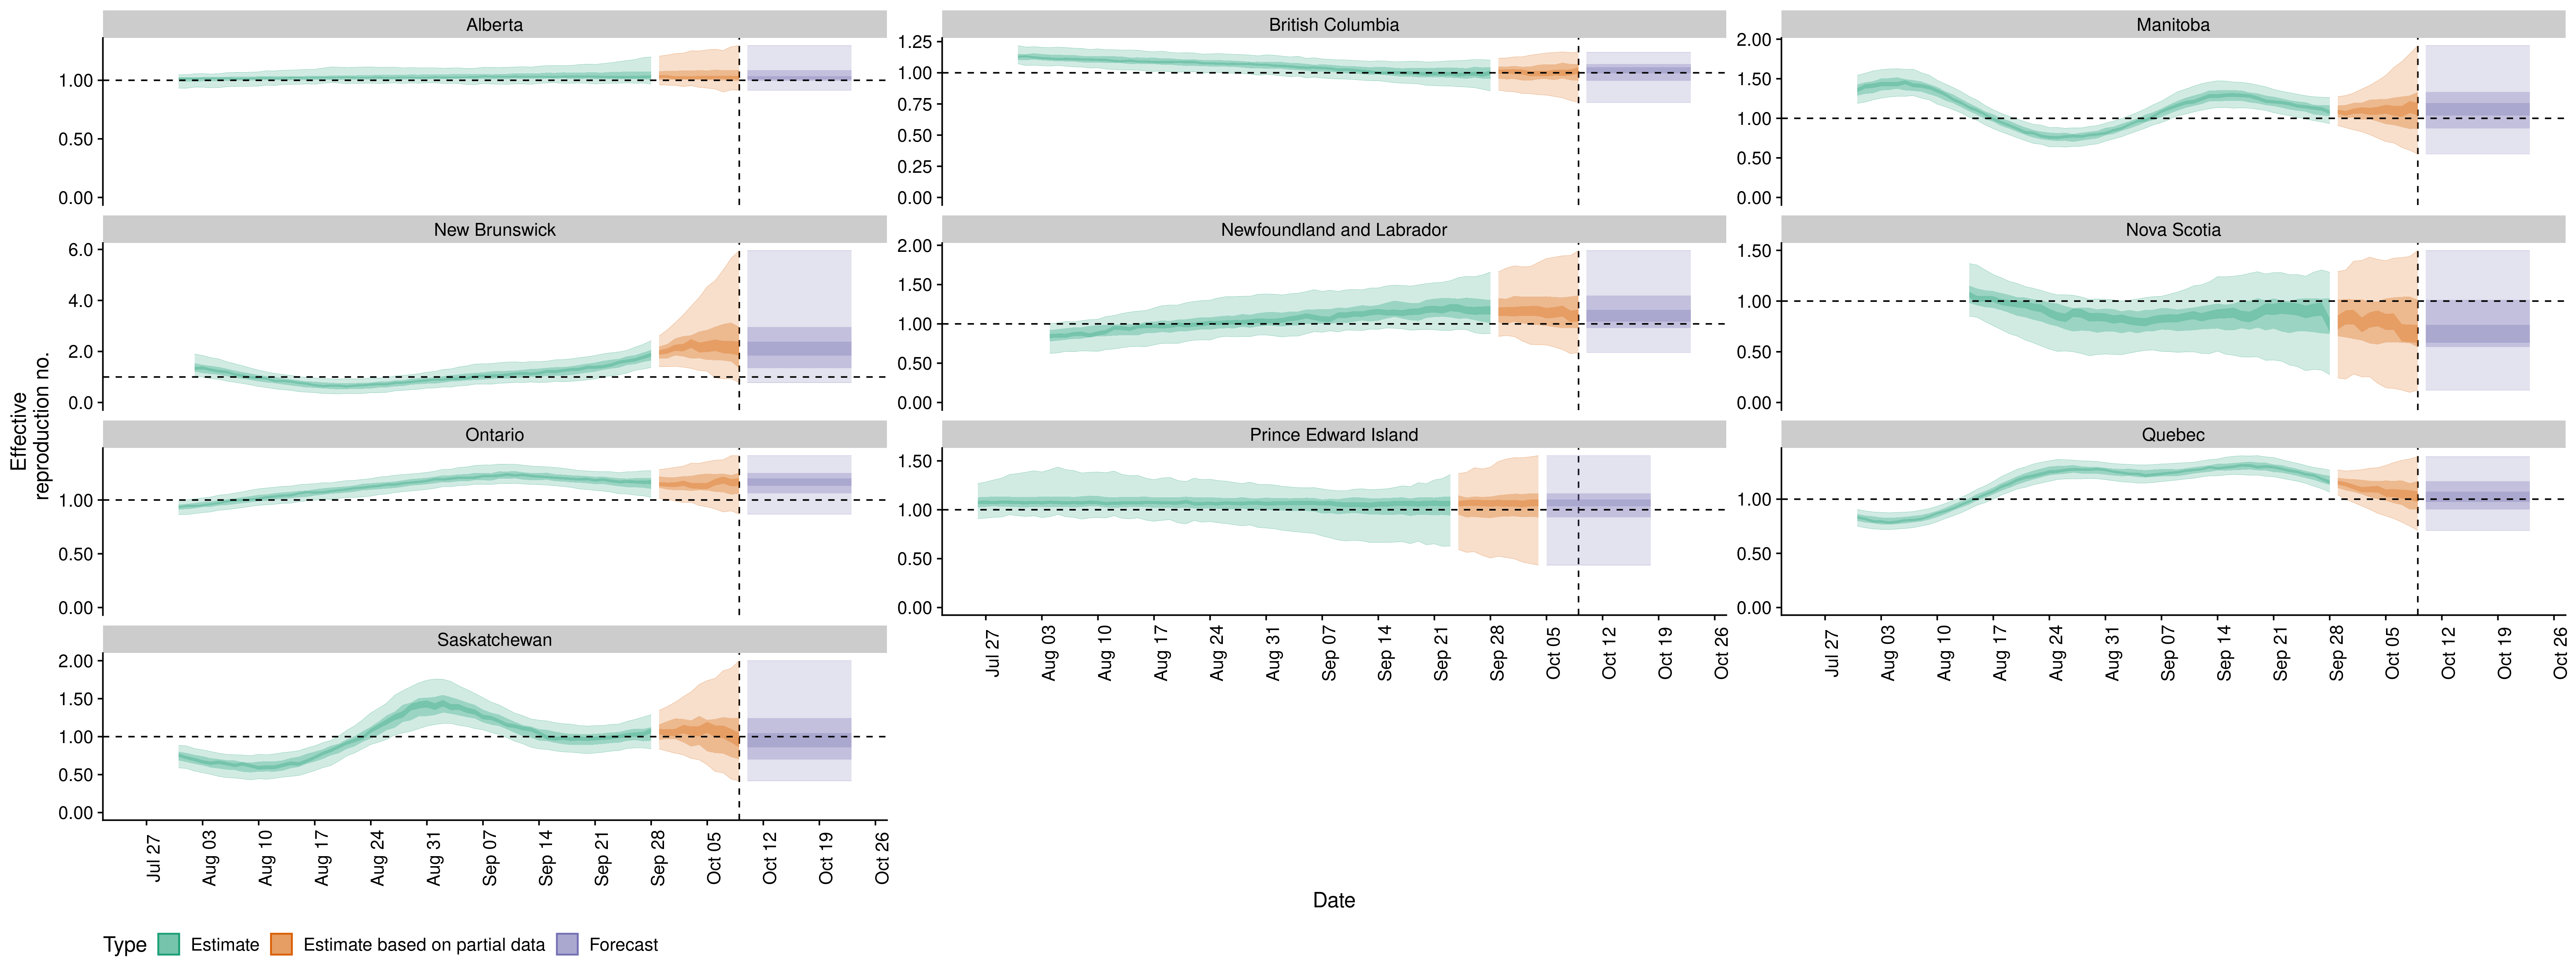 Alberta
British Columbia
Manitoba
1.00
0.50
0.00
1.25
1.00
0.75
0.50
0.25
0.00
2.00
1.50
1.00
0.50
0.00
New Brunswick
Newfoundland and Labrador
Nova Scotia
6.0
4.0
2.0
0.0
2.00
1.50
1.00
0.50
0.00
1.50
1.00
0.50
0.00
Effective
reproduction no.
Ontario
Prince Edward Island
Quebec
1.00
0.50
0.00
1.50
1.00
0.50
0.00
1.00
0.50
0.00
Jul 27
Aug 03
Aug 10
Aug 17
Aug 24
Aug 31
Sep 07
Sep 14
Sep 21
Sep 28
Oct 05
Oct 12
Oct 19
Oct 26
Jul 27
Aug 03
Aug 10
Aug 17
Aug 24
Aug 31
Sep 07
Sep 14
Sep 21
Sep 28
Oct 05
Oct 12
Oct 19
Oct 26
Saskatchewan
2.00
1.50
1.00
0.50
0.00
Jul 27
Aug 03
Aug 10
Aug 17
Aug 24
Aug 31
Sep 07
Sep 14
Sep 21
Sep 28
Oct 05
Oct 12
Oct 19
Oct 26
Date
Type Estimate Estimate based on partial data Forecast